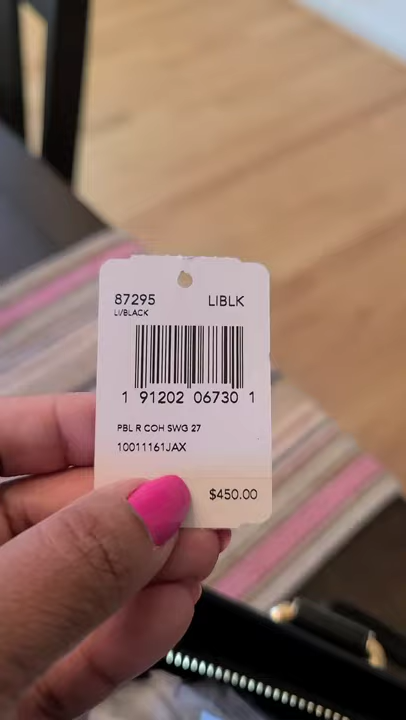 87295 LIBLK
LI/BLACK
1 91202 06730 1
PBL R COH SWG 27
10011161JAX
$450.00